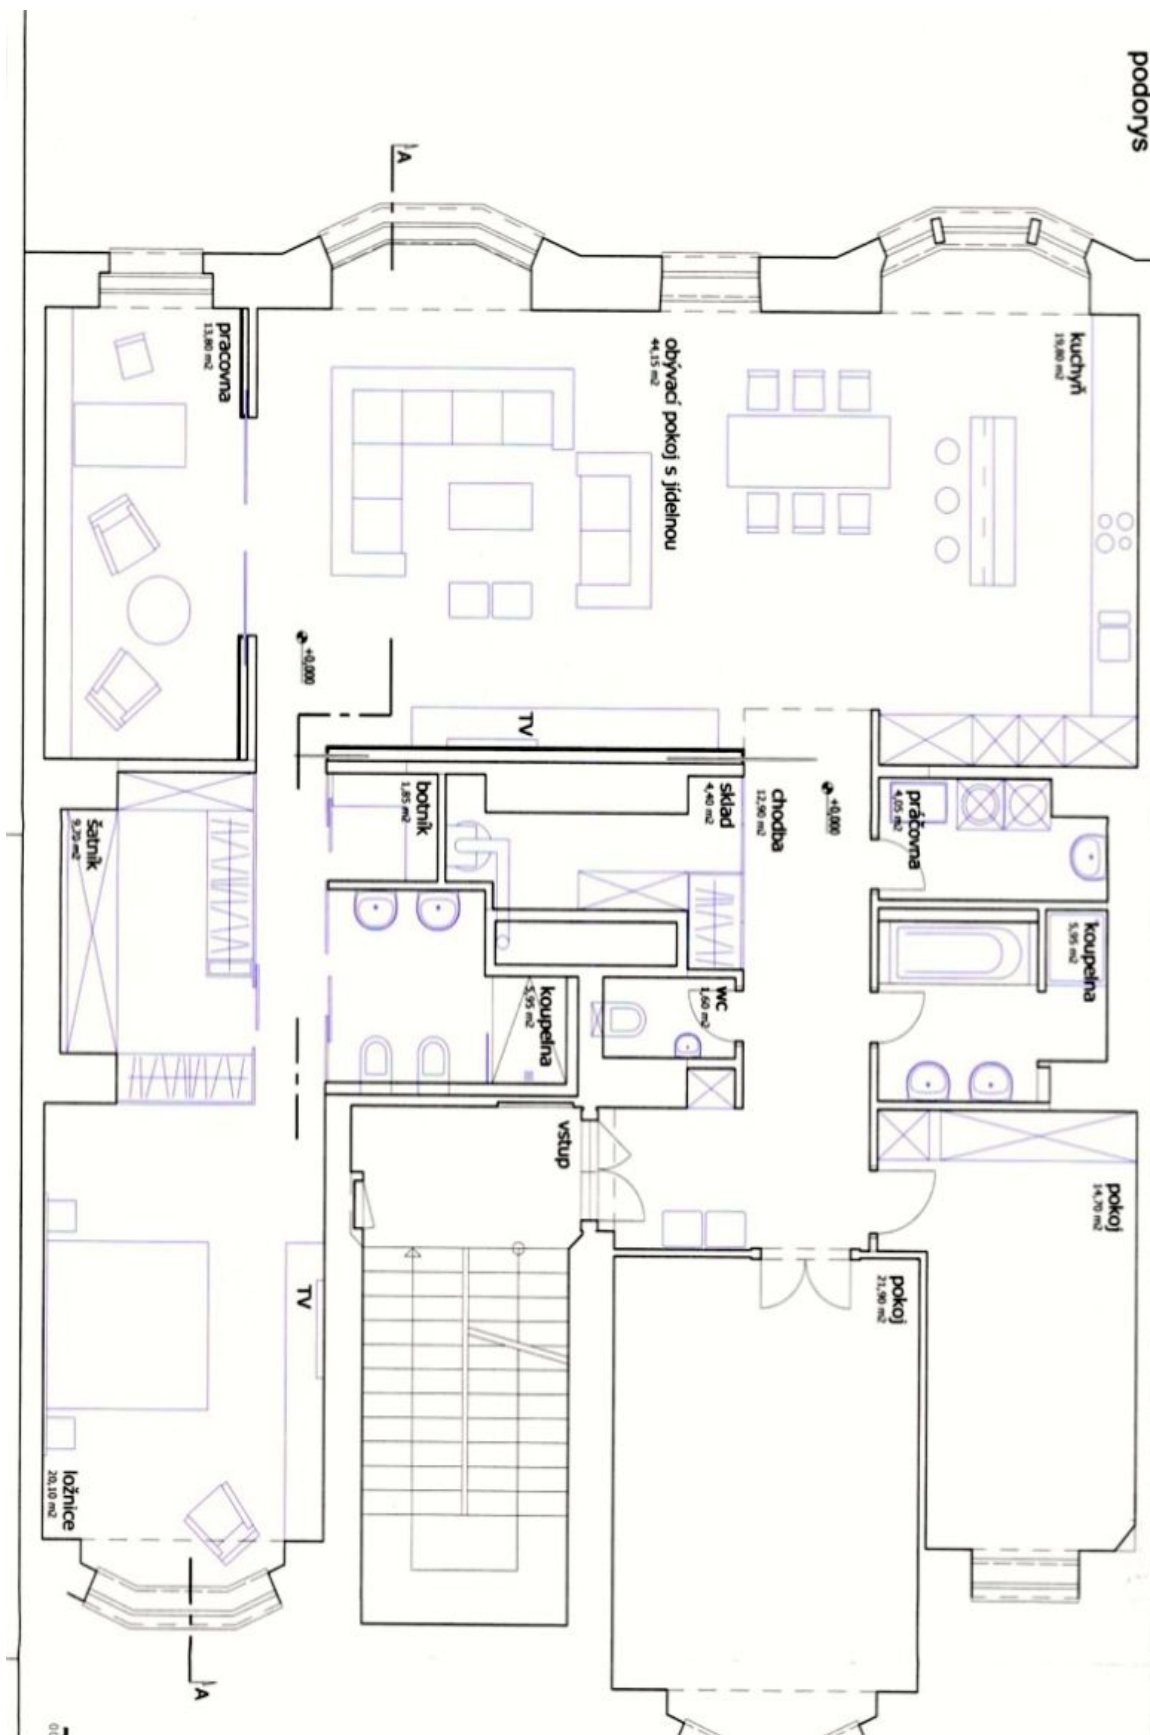 podorys
A
pracovna
13,80 m2
obývací pokoj s jídelnou
44,15 m2
kuchyň
19,80 m2
+0,000
TV
botník
1,85 m2
sklad
4,40 m2
chodba
12,90 m2
+0,000
práčovna
4,05 m2
šatník
9,70 m2
koupelna
5,95 m2
wc
1,60 m2
koupelna
5,95 m2
vstup
pokoj
14,70 m2
TV
pokoj
21,90 m2
ložnice
20,10 m2
A